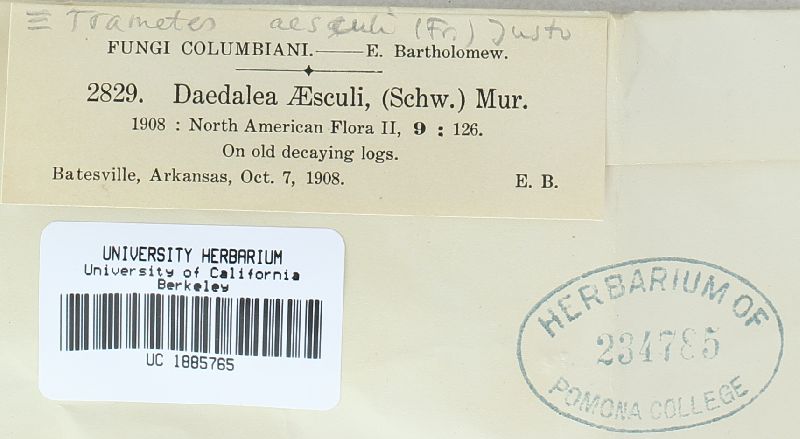 ≡ Trametes aesculi (Fr.) Justo
FUNGI COLUMBIANI.——E. Bartholomew.
2829. Daedalea Æsculi, (Schw.) Mur.
1908 : North American Flora II, 9 : 126.
On old decaying logs.
Batesville, Arkansas, Oct. 7, 1908. E. B.
UNIVERSITY HERBARIUM
University of California
Berkeley
UC 1885765
HERBARIUM OF
234785
POMONA COLLEGE